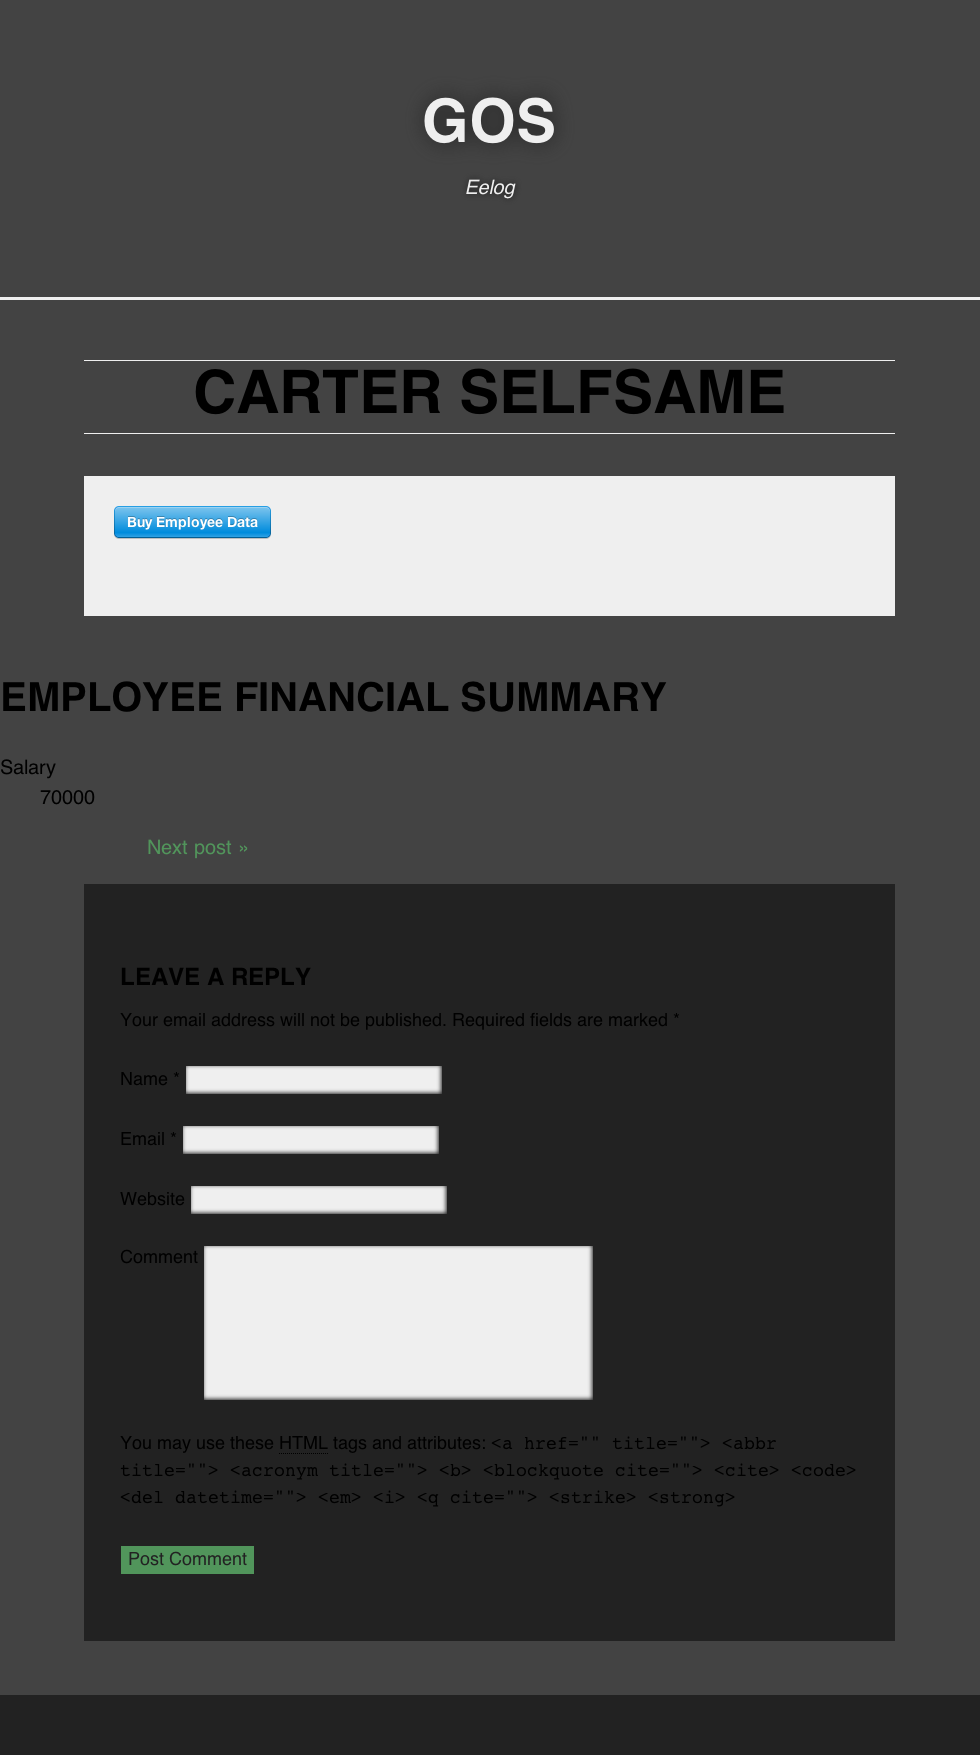 GOS
Eelog
CARTER SELFSAME
Buy Employee Data
EMPLOYEE FINANCIAL SUMMARY
Salary
70000
Next post »
LEAVE A REPLY
Your email address will not be published. Required fields are marked *
Name *
Email *
Website
Comment
You may use these HTML tags and attributes: <a href="" title=""> <abbr
title=""> <acronym title=""> <b> <blockquote cite=""> <cite> <code>
<del datetime=""> <em> <i> <q cite=""> <strike> <strong>
Post Comment